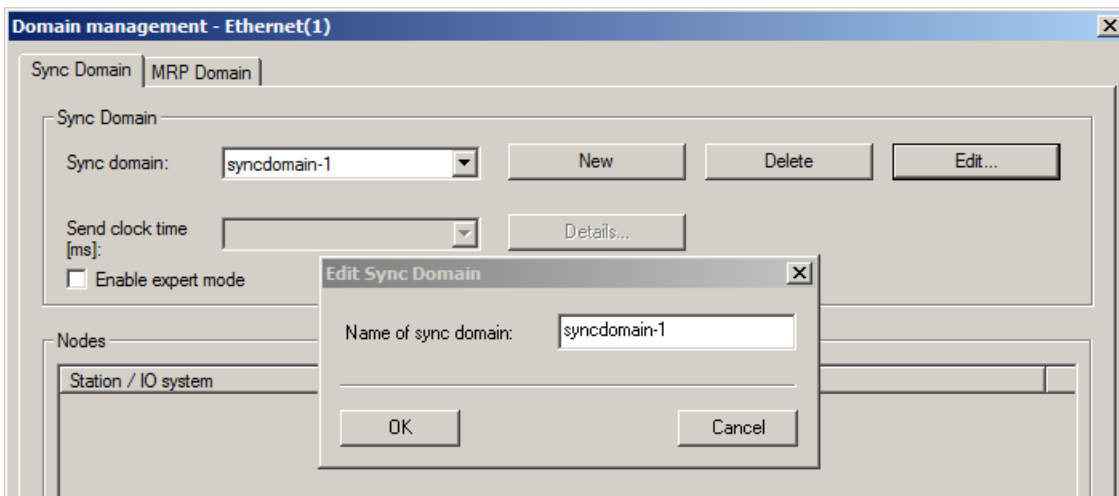 Domain management - Ethernet(1)
Sync Domain MRP Domain
Sync Domain
Sync domain: syncdomain-1 New Delete Edit...
Send clock time
[ms]:
Details...
Enable expert mode
Edit Sync Domain
Name of sync domain: syncdomain-1
Nodes
Station / IO system
OK Cancel